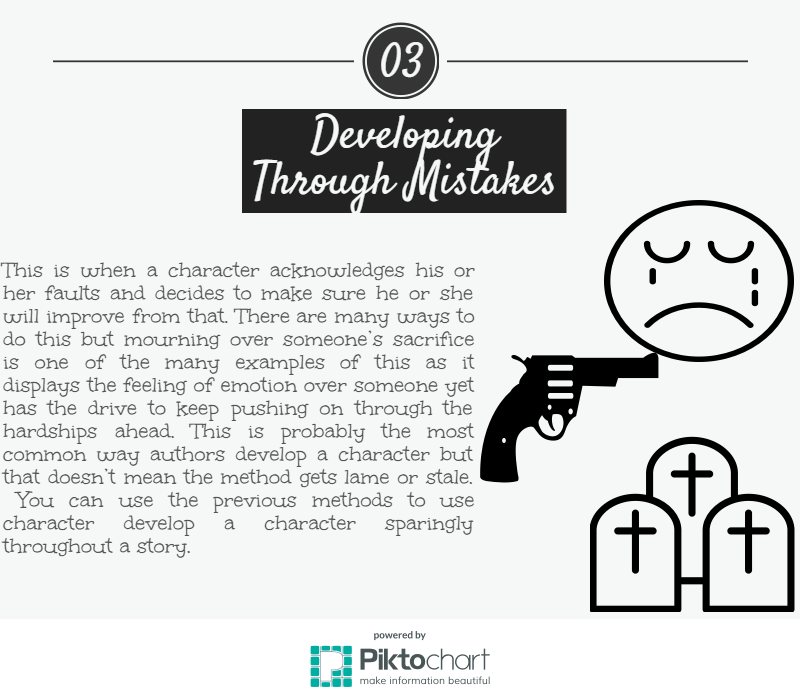 03
Developing
Through Mistakes
This is when a character acknowledges his or
her faults and decides to make sure he or she
will improve from that. There are many ways to
do this but mourning over someone's sacrifice
is one of the many examples of this as it
displays the feeling of emotion over someone yet
has the drive to keep pushing on through the
hardships ahead. This is probably the most
common way authors develop a character but
that doesn't mean the method gets lame or stale.
You can use the previous methods to use
character develop a character sparingly
throughout a story.
powered by
Piktochart
make information beautiful